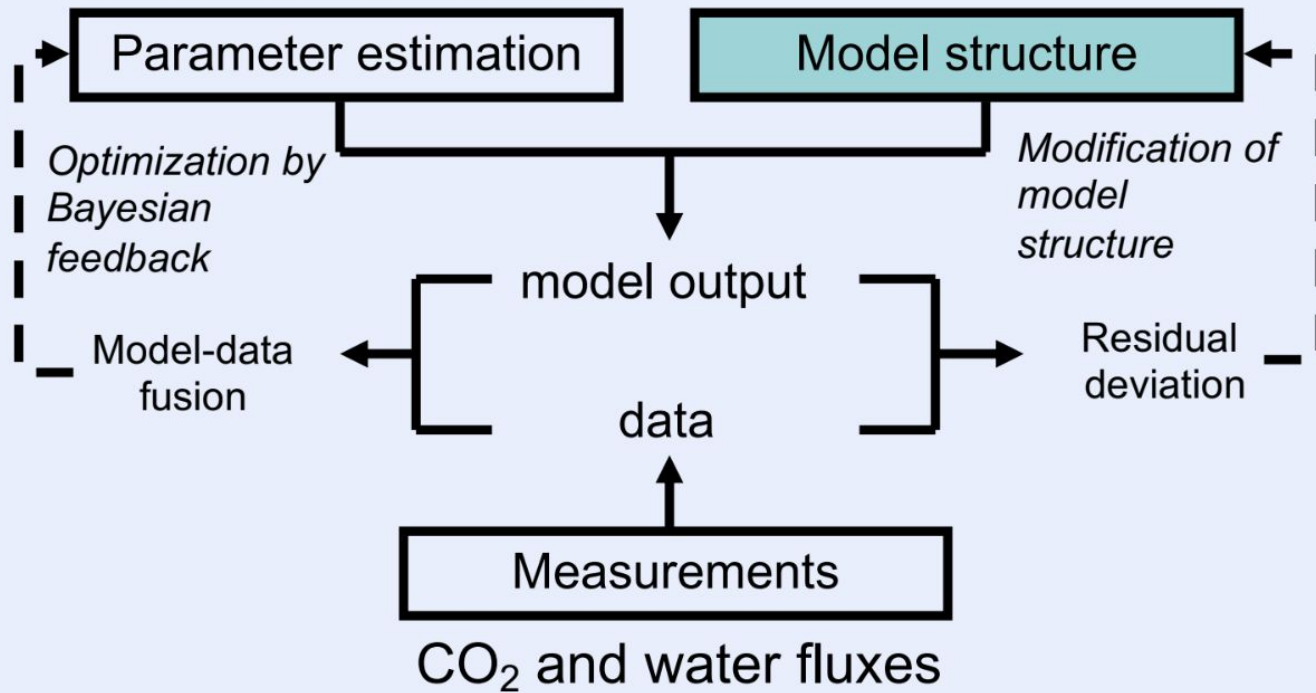 Parameter estimation
Model structure
Optimization by
Bayesian
feedback
Modification of
model
structure
model output
Model-data
fusion
Residual
deviation
data
Measurements
CO₂ and water fluxes